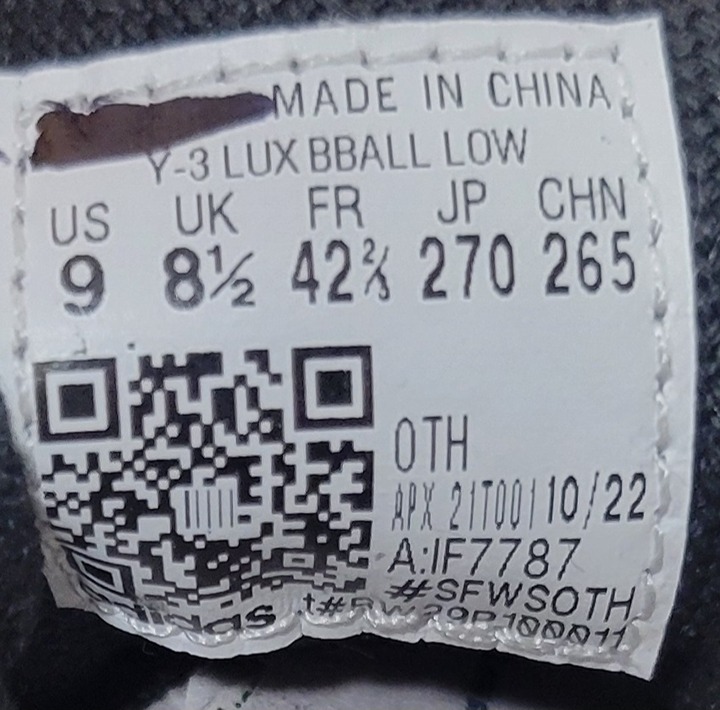 MADE IN CHINA
Y-3 LUX BBALL LOW
US UK FR JP CHN
9 8½ 42⅔ 270 265
OTH
APX 21T001 10/22
A:IF7787
#SFWSOTH
adidas